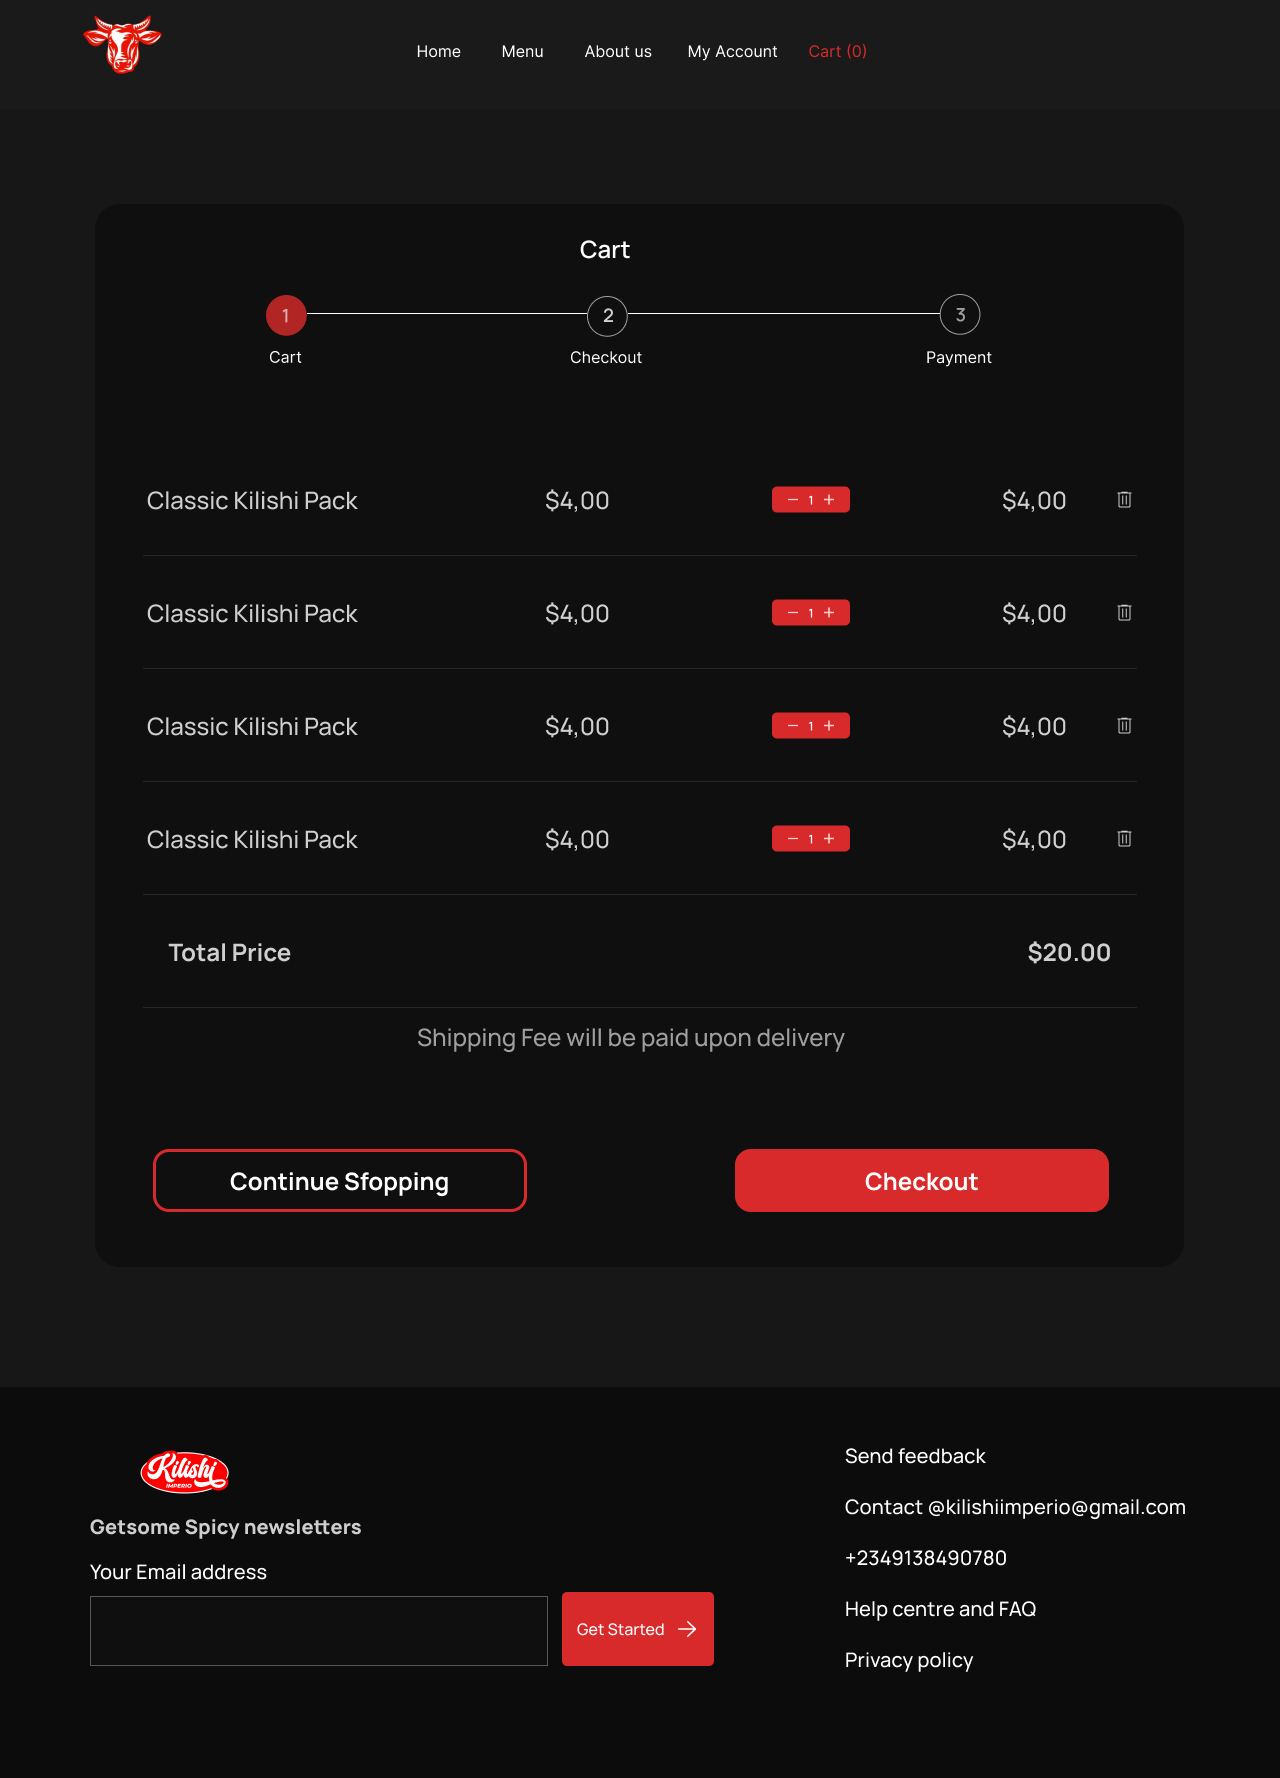 Home Menu About us My Account Cart (0)
Cart
1 2 3
Cart Checkout Payment
Classic Kilishi Pack $4,00 1 $4,00
Classic Kilishi Pack $4,00 1 $4,00
Classic Kilishi Pack $4,00 1 $4,00
Classic Kilishi Pack $4,00 1 $4,00
Total Price $20.00
Shipping Fee will be paid upon delivery
Continue Sfopping Checkout
Kilishi
IMPERIO
Getsome Spicy newsletters
Your Email address
Get Started
Send feedback
Contact @kilishiimperio@gmail.com
+2349138490780
Help centre and FAQ
Privacy policy